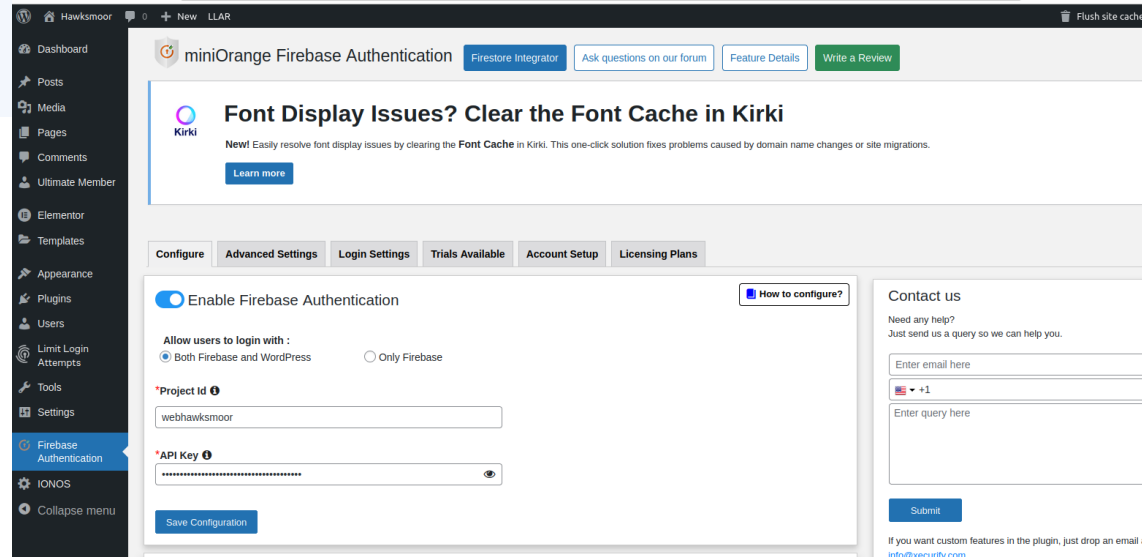 Hawksmoor 0 + New LLAR Flush site cache
Dashboard
Posts
Media
Pages
Comments
Ultimate Member
Elementor
Templates
Appearance
Plugins
Users
Limit Login
Attempts
Tools
Settings
Firebase
Authentication
IONOS
Collapse menu
miniOrange Firebase Authentication Firestore Integrator Ask questions on our forum Feature Details Write a Review
Kirki
Font Display Issues? Clear the Font Cache in Kirki
New! Easily resolve font display issues by clearing the Font Cache in Kirki. This one-click solution fixes problems caused by domain name changes or site migrations.
Learn more
Configure Advanced Settings Login Settings Trials Available Account Setup Licensing Plans
Enable Firebase Authentication How to configure?
Allow users to login with :
Both Firebase and WordPress Only Firebase
*Project Id
webhawksmoor
*API Key
Save Configuration
Contact us
Need any help?
Just send us a query so we can help you.
Enter email here
+1
Enter query here
Submit
If you want custom features in the plugin, just drop an email
info@xecurify.com